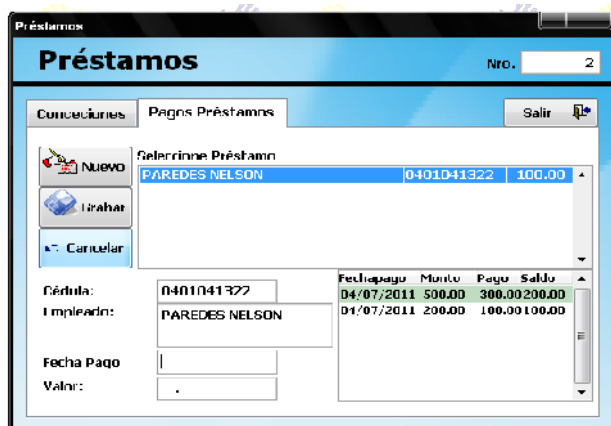 Préstamos
Préstamos
Nro. 2
Concesiones Pagos Préstamos Salir
Nuevo
Grabar
Cancelar
Seleccione Préstamo
PAREDES NELSON 0401041322 100.00
Cédula: 0401041322
Empleado: PAREDES NELSON
Fecha Pago
Valor: .
Fechapago Monto Pago Saldo
04/07/2011 500.00 300.00 200.00
04/07/2011 200.00 100.00 100.00